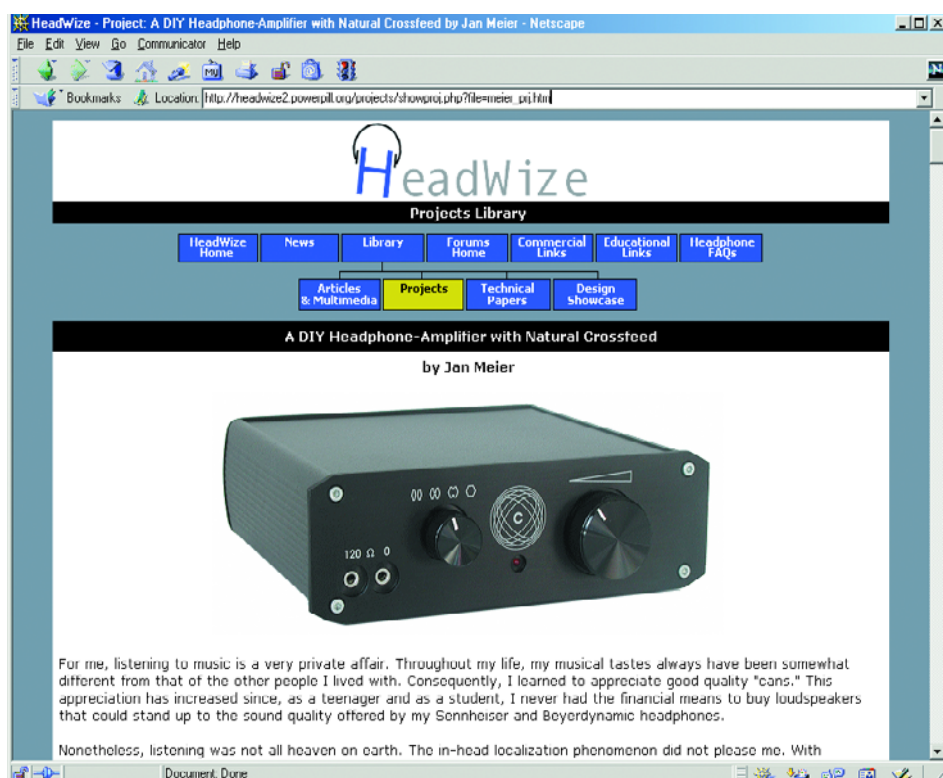 HeadWize - Project: A DIY Headphone-Amplifier with Natural Crossfeed by Jan Meier - Netscape
File Edit View Go Communicator Help
Bookmarks Location: http://headwize2.powerpill.org/projects/showproj.php?file=meier_prj.htm
HeadWize
Projects Library
HeadWize Home
News
Library
Forums Home
Commercial Links
Educational Links
Headphone FAQs
Articles & Multimedia
Projects
Technical Papers
Design Showcase
A DIY Headphone-Amplifier with Natural Crossfeed
by Jan Meier
C
120 Ω 0
For me, listening to music is a very private affair. Throughout my life, my musical tastes always have been somewhat
different from that of the other people I lived with. Consequently, I learned to appreciate good quality "cans." This
appreciation has increased since, as a teenager and as a student, I never had the financial means to buy loudspeakers
that could stand up to the sound quality offered by my Sennheiser and Beyerdynamic headphones.
Nonetheless, listening was not all heaven on earth. The in-head localization phenomenon did not please me. With
Document: Done